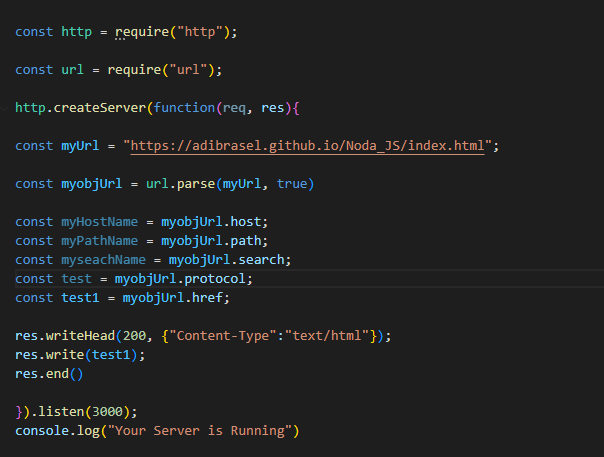 const http = require("http");
const url = require("url");
http.createServer(function(req, res){
const myUrl = "https://adibrasel.github.io/Noda_JS/index.html";
const myobjUrl = url.parse(myUrl, true)
const myHostName = myobjUrl.host;
const myPathName = myobjUrl.path;
const myseachName = myobjUrl.search;
const test = myobjUrl.protocol;
const test1 = myobjUrl.href;
res.writeHead(200, {"Content-Type":"text/html"});
res.write(test1);
res.end()
}).listen(3000);
console.log("Your Server is Running")